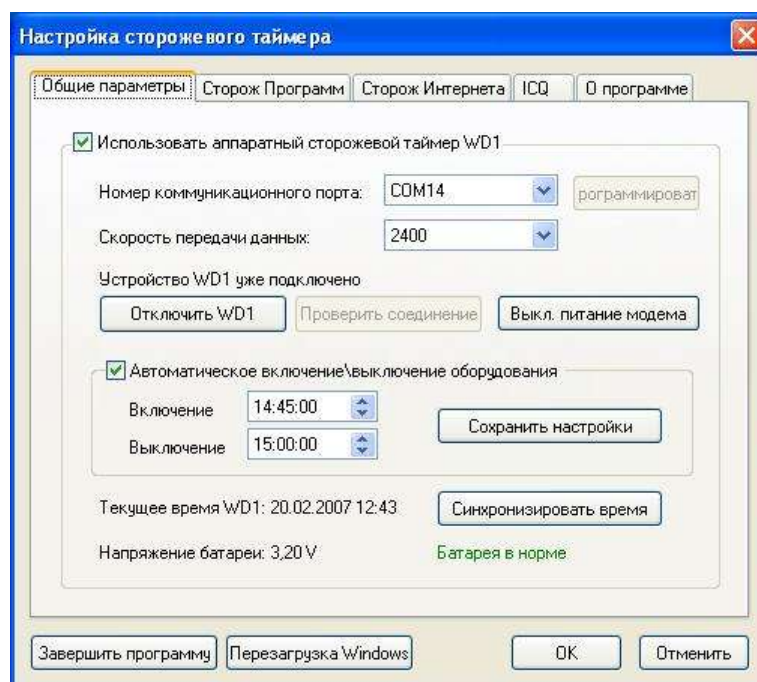 Настройка сторожевого таймера
Общие параметры Сторож Программ Сторож Интернета ICQ О программе
Использовать аппаратный сторожевой таймер WD1
Номер коммуникационного порта: COM14 рограммироват
Скорость передачи данных: 2400
Устройство WD1 уже подключено
Отключить WD1 Проверить соединение Выкл. питание модема
Автоматическое включение\выключение оборудования
Включение 14:45:00
Сохранить настройки
Выключение 15:00:00
Текущее время WD1: 20.02.2007 12:43 Синхронизировать время
Напряжение батареи: 3,20 V Батарея в норме
Завершить программу Перезагрузка Windows OK Отменить